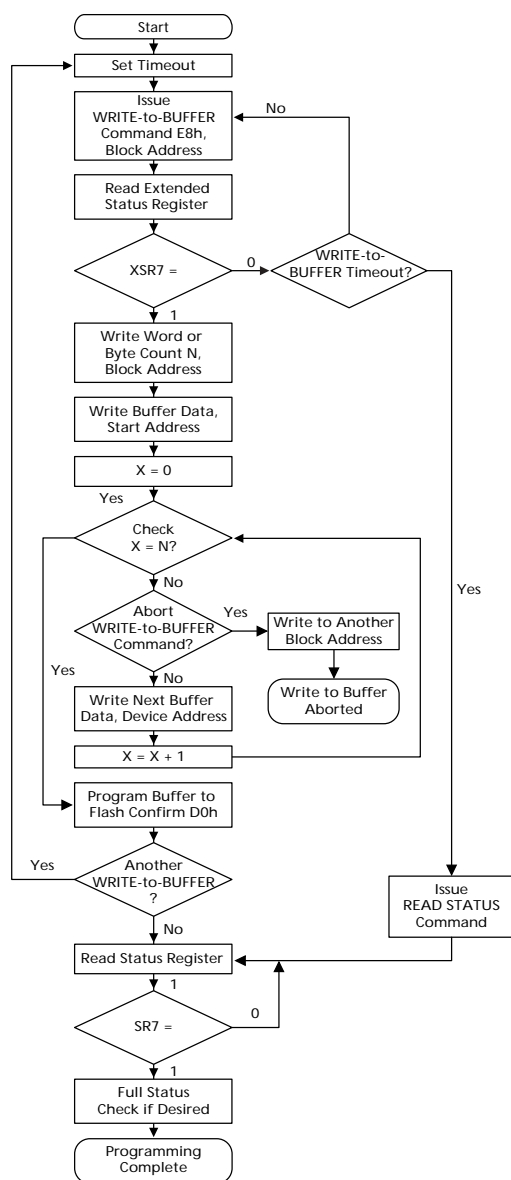 Start
Set Timeout
Issue
WRITE-to-BUFFER
Command E8h,
Block Address
No
Read Extended
Status Register
XSR7 =
0
WRITE-to-
BUFFER Timeout?
1
Write Word or
Byte Count N,
Block Address
Write Buffer Data,
Start Address
X = 0
Yes
Check
X = N?
No
Yes
Abort
WRITE-to-BUFFER
Command?
Yes
Write to Another
Block Address
Yes
No
Write to Buffer
Aborted
Write Next Buffer
Data, Device Address
X = X + 1
Program Buffer to
Flash Confirm D0h
Yes
Another
WRITE-to-BUFFER
?
Issue
READ STATUS
Command
No
Read Status Register
1
SR7 =
0
1
Full Status
Check if Desired
Programming
Complete